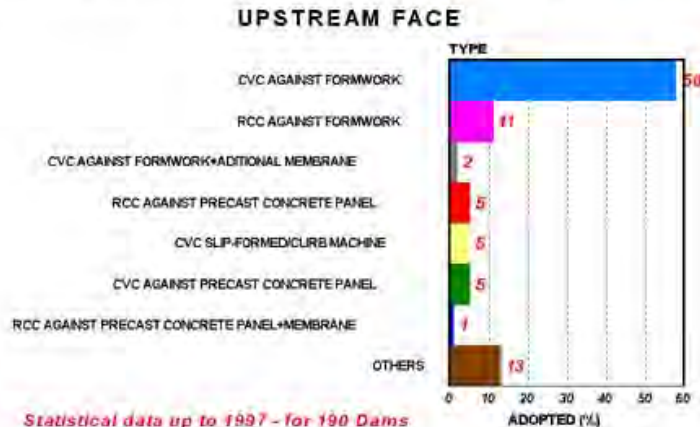 UPSTREAM FACE
TYPE
CVC AGAINST FORMWORK 58
RCC AGAINST FORMWORK 11
CVC AGAINST FORMWORK+ADITIONAL MEMBRANE 2
RCC AGAINST PRECAST CONCRETE PANEL 5
CVC SLIP-FORMED/CURB MACHINE 5
CVC AGAINST PRECAST CONCRETE PANEL 5
RCC AGAINST PRECAST CONCRETE PANEL+MEMBRANE 1
OTHERS 13
0 10 20 30 40 50 60
Statistical data up to 1997 - for 190 Dams ADOPTED (%)